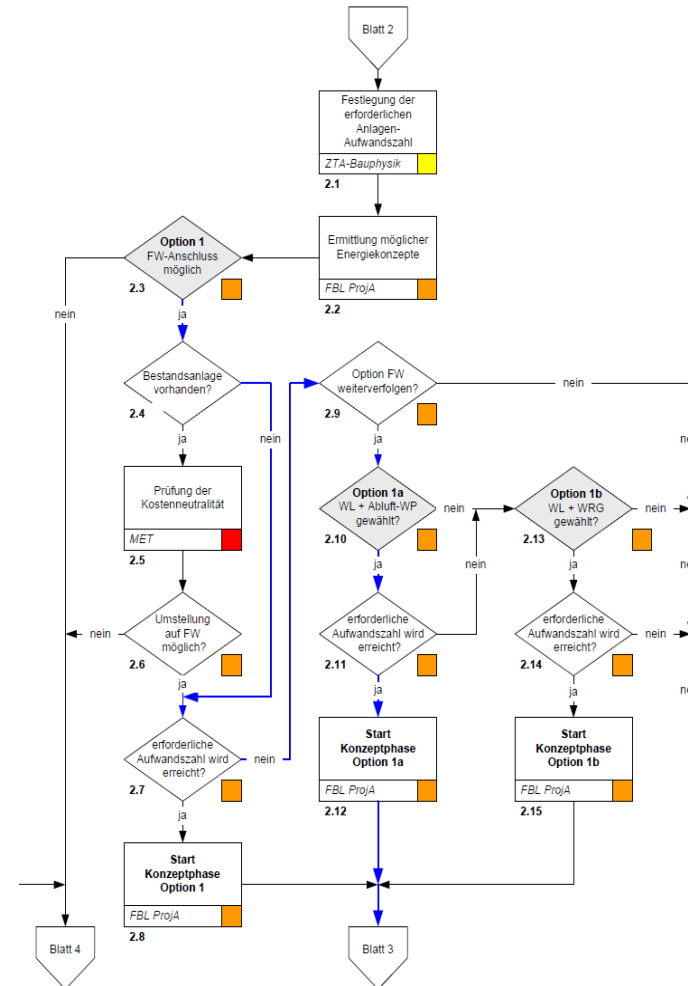 Blatt 2
Festlegung der
erforderlichen
Anlagen-
Aufwandszahl
ZTA-Bauphysik
2.1
Ermittlung möglicher
Energiekonzepte
FBL ProjA
2.2
Option 1
FW-Anschluss
möglich
2.3
nein
ja
Bestandsanlage
vorhanden?
2.4
nein
ja
Prüfung der
Kostenneutralität
MET
2.5
Umstellung
auf FW
möglich?
2.6
nein
ja
erforderliche
Aufwandszahl wird
erreicht?
2.7
nein
ja
Start
Konzeptphase
Option 1
FBL ProjA
2.8
Option FW
weiterverfolgen?
2.9
nein
ja
Option 1a
WL + Abluft-WP
gewählt?
2.10
nein
ja
erforderliche
Aufwandszahl wird
erreicht?
2.11
nein
ja
Start
Konzeptphase
Option 1a
FBL ProjA
2.12
Option 1b
WL + WRG
gewählt?
2.13
nein
ja
erforderliche
Aufwandszahl wird
erreicht?
2.14
nein
ja
Start
Konzeptphase
Option 1b
FBL ProjA
2.15
Blatt 4
Blatt 3